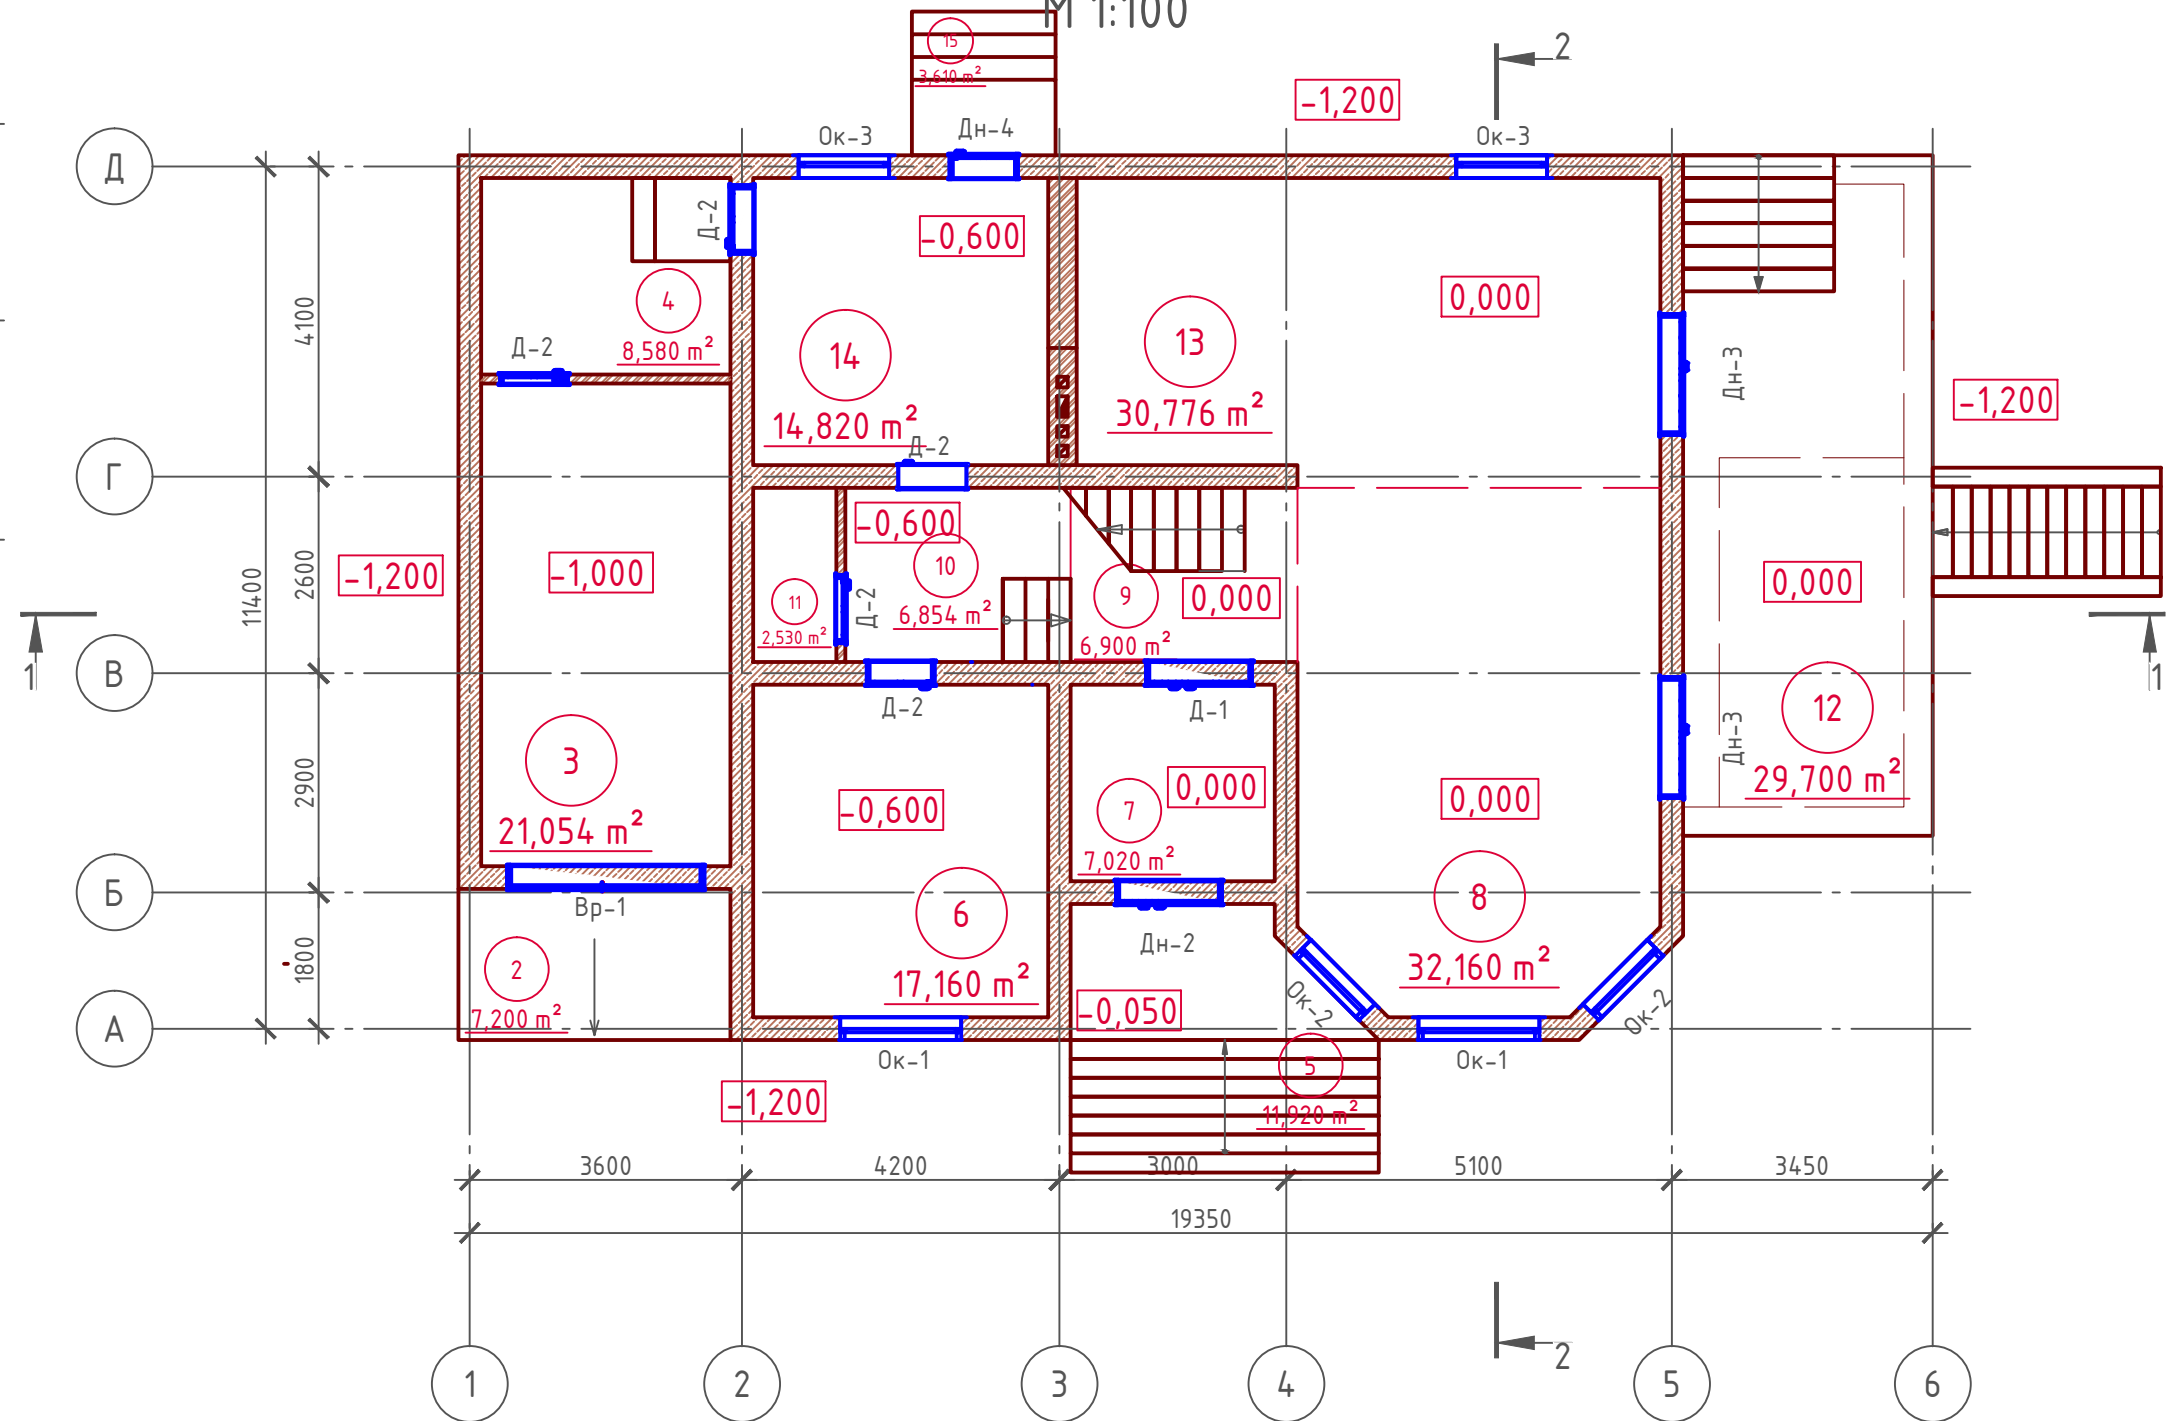 М 1:100
15
3,610 m²
2
-1,200
Ок-3
Дн-4
Ок-3
Д
Д-2
-0,600
4
0,000
4100
Д-2
8,580 m²
14
13
Дн-3
-1,200
14,820 m²
30,776 m²
Д-2
Г
-0,600
2600
11400
-1,200
-1,000
10
9
0,000
0,000
11
Д-2
6,854 m²
2,530 m²
6,900 m²
1
1
В
Д-2
Д-1
12
Дн-3
3
2900
-0,600
7
0,000
0,000
29,700 m²
21,054 m²
7,020 m²
Б
Вр-1
6
8
Дн-2
1800
2
17,160 m²
32,160 m²
7,200 m²
-0,050
Ок-2
Ок-2
А
Ок-1
5
Ок-1
-1,200
11,920 m²
3600
4200
3000
5100
3450
19350
2
1
2
3
4
5
6